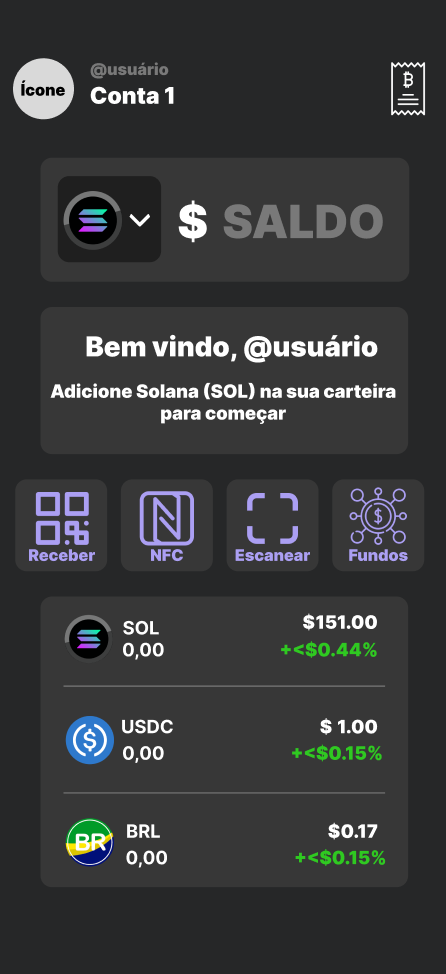 Ícone
@usuário
Conta 1
$ SALDO
Bem vindo, @usuário
Adicione Solana (SOL) na sua carteira
para começar
Receber
NFC
Escanear
Fundos
SOL $151.00
0,00 +<$0.44%
USDC $ 1.00
0,00 +<$0.15%
BR
BRL $0.17
0,00 +<$0.15%